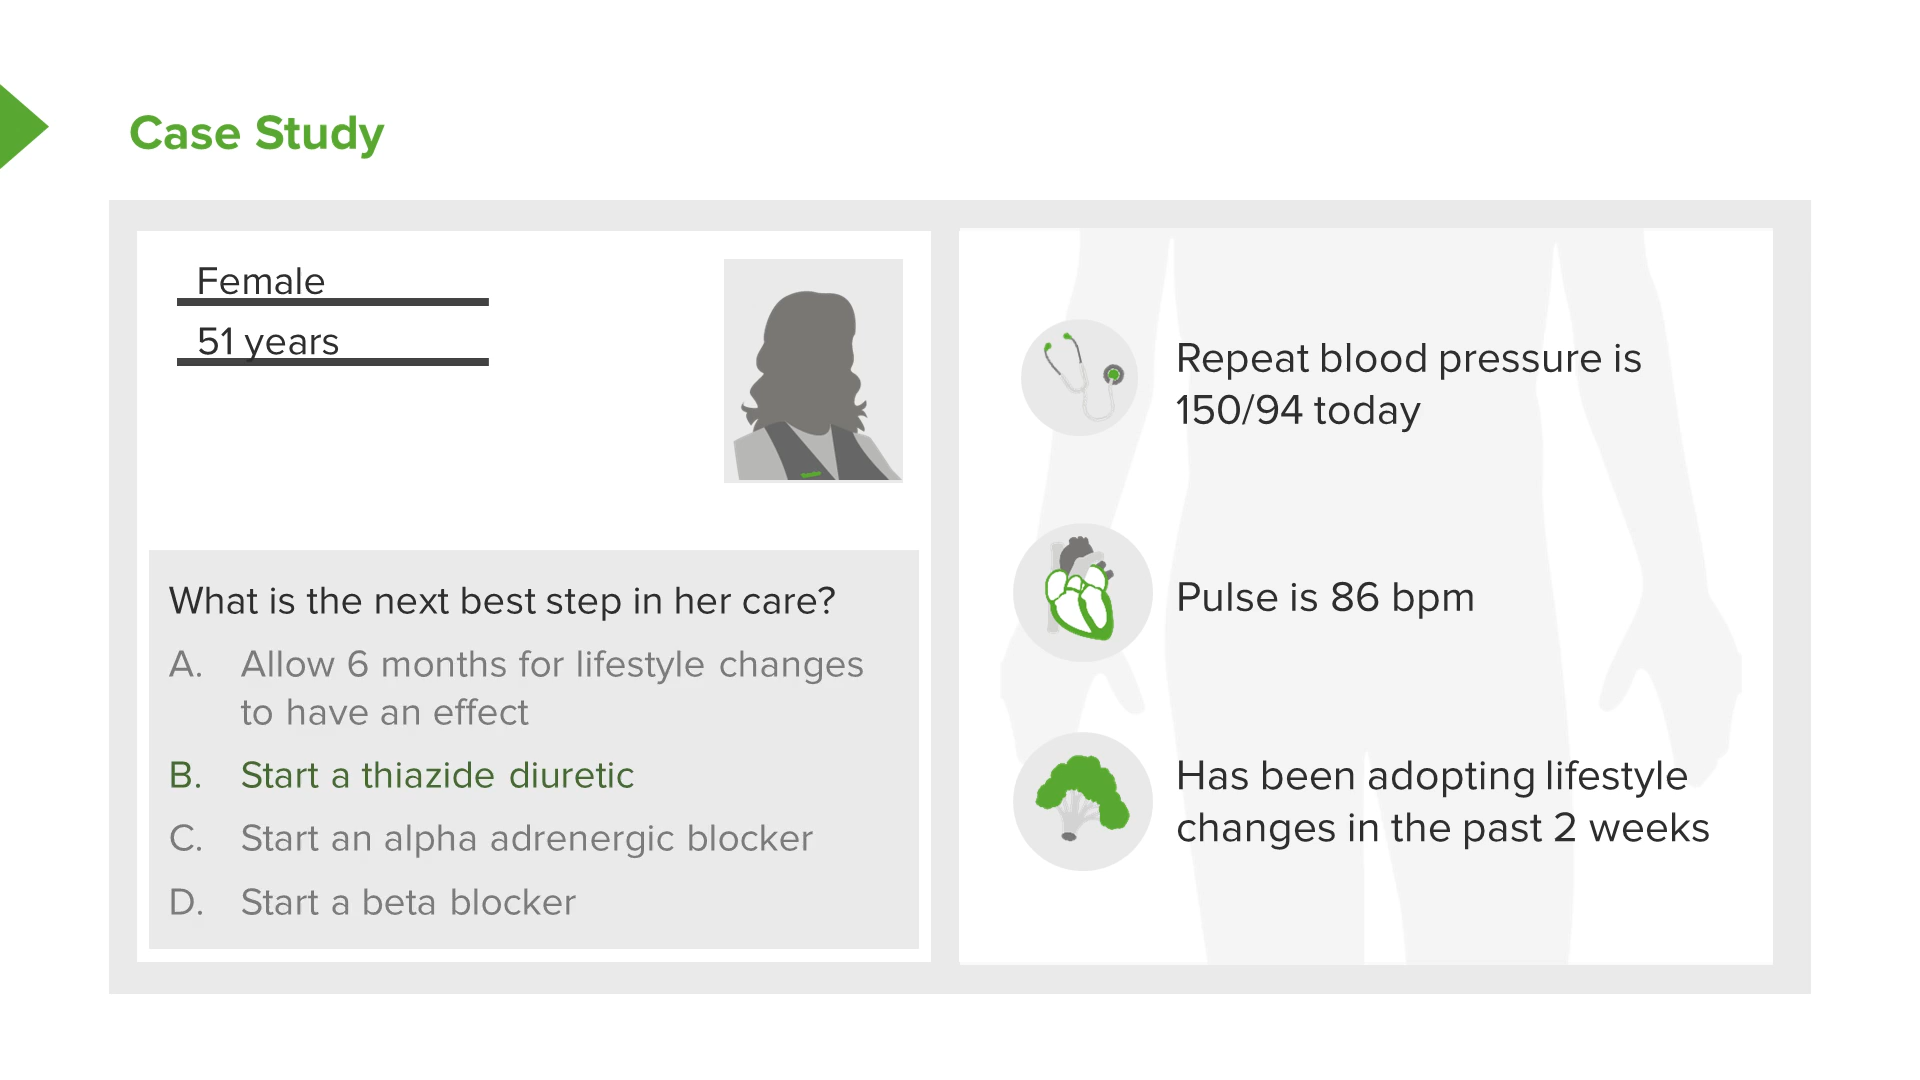 Case Study
Female
51 years
What is the next best step in her care?
A. Allow 6 months for lifestyle changes
to have an effect
B. Start a thiazide diuretic
C. Start an alpha adrenergic blocker
D. Start a beta blocker
Repeat blood pressure is
150/94 today
Pulse is 86 bpm
Has been adopting lifestyle
changes in the past 2 weeks